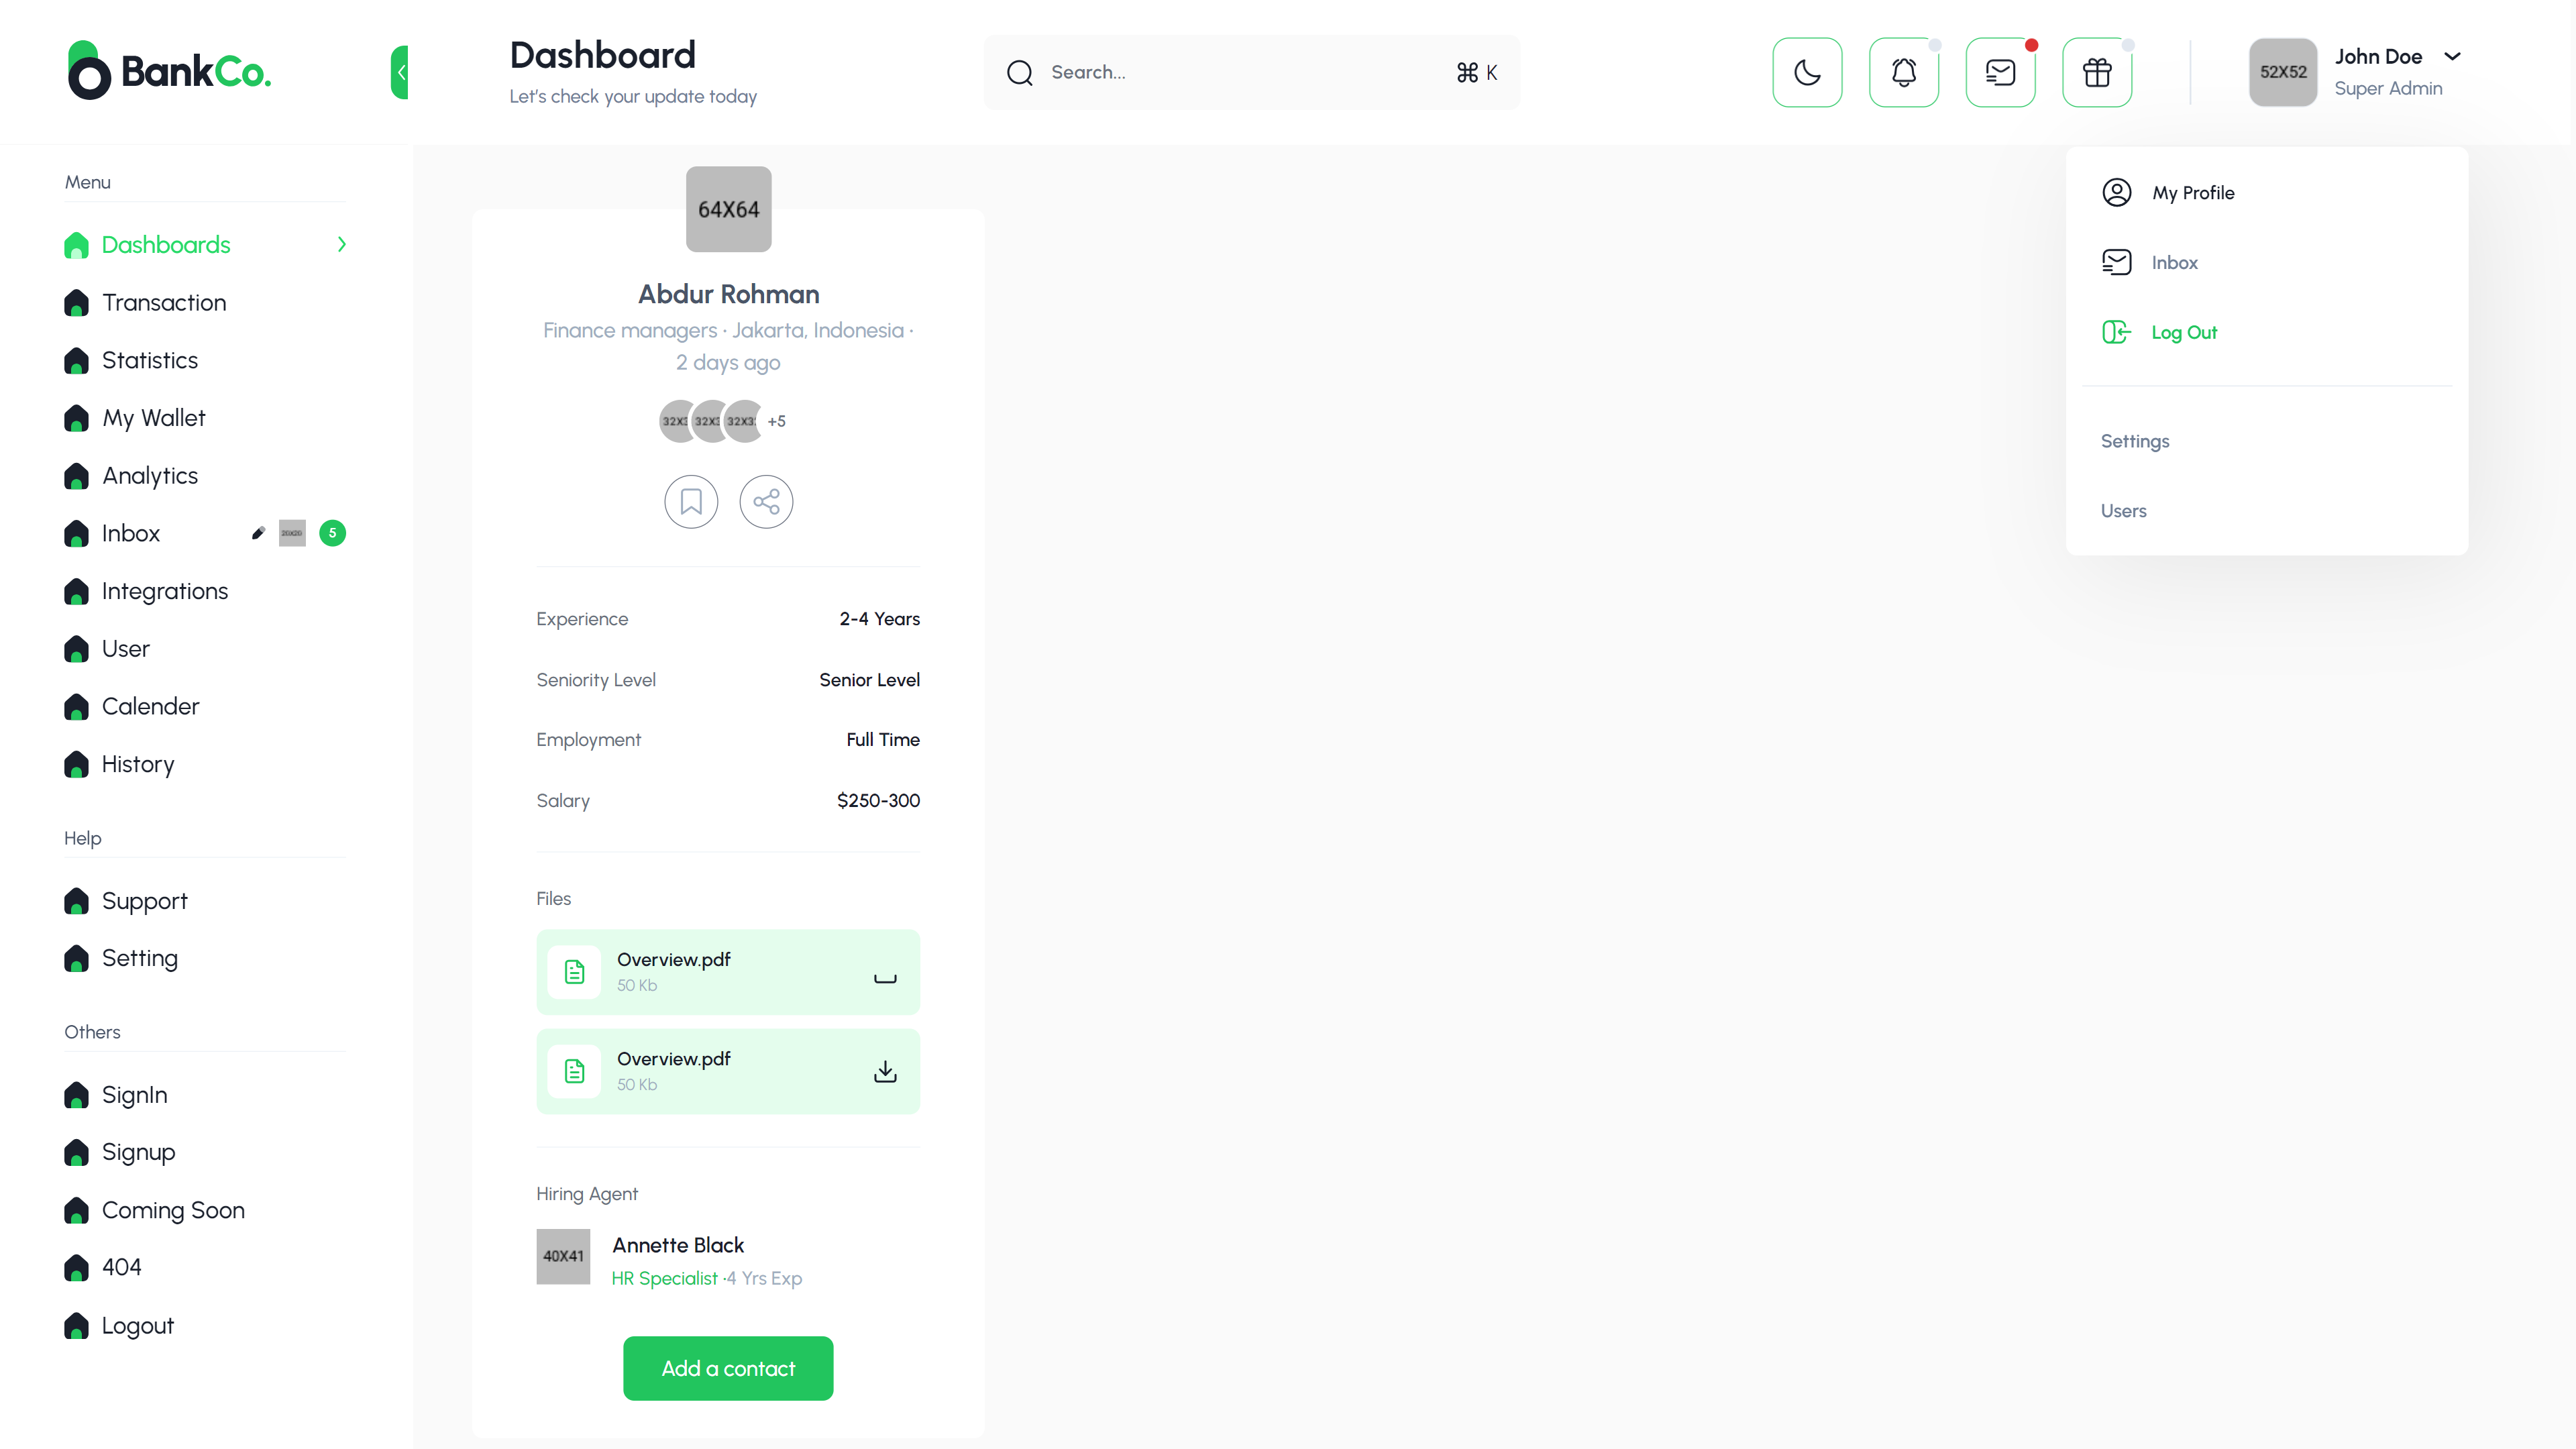 BankCo.
Dashboard
Let's check your update today
Search...
⌘ K
52X52
John Doe
Super Admin
Menu
Dashboards
Transaction
Statistics
My Wallet
Analytics
Inbox
5
Integrations
User
Calender
History
Help
Support
Setting
Others
SignIn
Signup
Coming Soon
404
Logout
64X64
Abdur Rohman
Finance managers · Jakarta, Indonesia ·
2 days ago
+5
Experience
2-4 Years
Seniority Level
Senior Level
Employment
Full Time
Salary
$250-300
Files
Overview.pdf
50 Kb
Overview.pdf
50 Kb
Hiring Agent
40X41
Annette Black
HR Specialist ·4 Yrs Exp
Add a contact
My Profile
Inbox
Log Out
Settings
Users